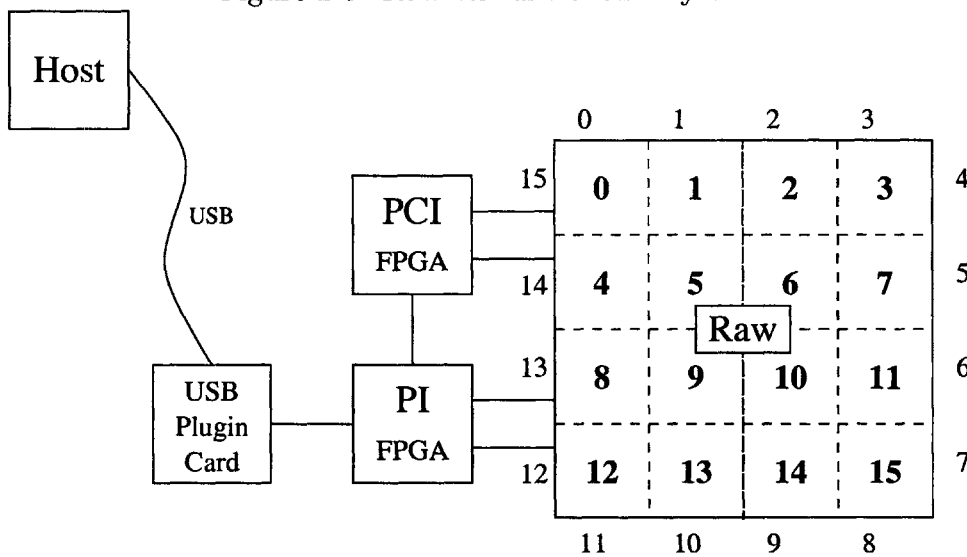 Host
USB
USB
Plugin
Card
PCI
FPGA
PI
FPGA
0 1 2 3
15 0 1 2 3 4
14 4 5 6 7 5
Raw
13 8 9 10 11 6
12 12 13 14 15 7
11 10 9 8